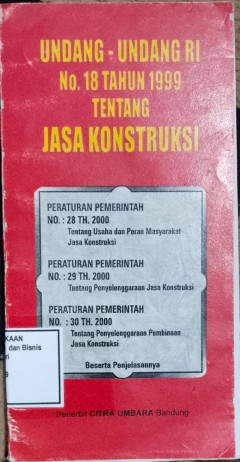 UNDANG - UNDANG RI
No. 18 TAHUN 1999
TENTANG
JASA KONSTRUKSI
PERATURAN PEMERINTAH
NO. : 28 TH. 2000
Tentang Usaha dan Peran Masyarakat
Jasa Konstruksi
PERATURAN PEMERINTAH
NO. : 29 TH. 2000
Tentang Penyelenggaraan Jasa Konstruksi
PERATURAN PEMERINTAH
NO. : 30 TH. 2000
Tentang Penyelenggaraan Pembinaan
Jasa Konstruksi
Beserta Penjelasannya
KAAN
dan Bisnis
Penerbit CITRA UMBARA Bandung